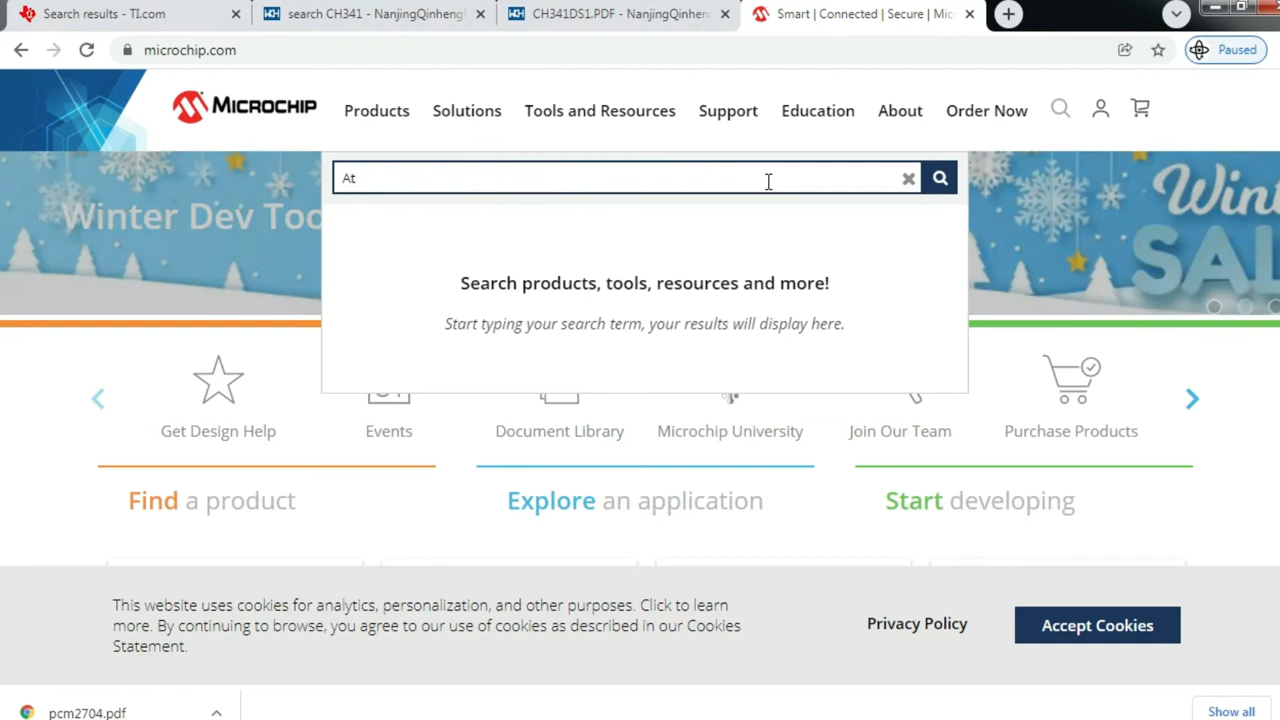 Search results - TI.com
search CH341 - NanjingQinheng
CH341DS1.PDF - NanjingQinhen
Smart | Connected | Secure | Mic
microchip.com
Paused
MICROCHIP
Products
Solutions
Tools and Resources
Support
Education
About
Order Now
At
Winter Dev Too
Wint
SAL
Search products, tools, resources and more!
Start typing your search term, your results will display here.
Get Design Help
Events
Document Library
Microchip University
Join Our Team
Purchase Products
Find a product
Explore an application
Start developing
This website uses cookies for analytics, personalization, and other purposes. Click to learn
more. By continuing to browse, you agree to our use of cookies as described in our Cookies
Statement.
Privacy Policy
Accept Cookies
pcm2704.pdf
Show all